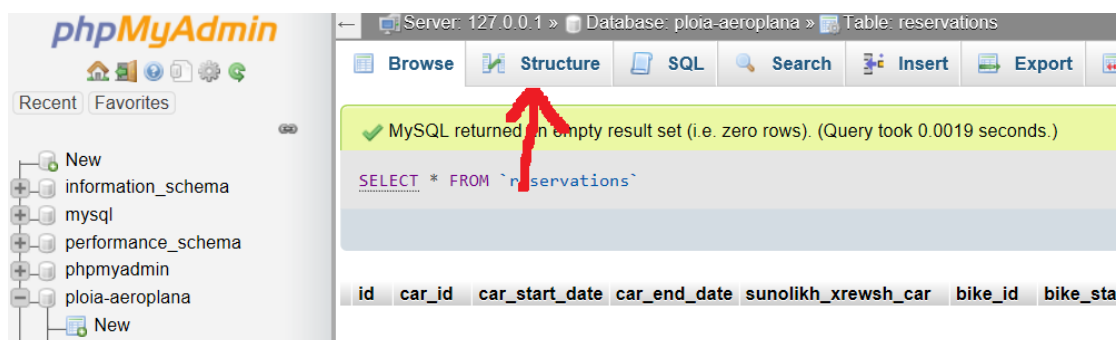 phpMyAdmin
Recent Favorites
New
information_schema
mysql
performance_schema
phpmyadmin
ploia-aeroplana
New
← Server: 127.0.0.1 » Database: ploia-aeroplana » Table: reservations
Browse Structure SQL Search Insert Export
MySQL returned an empty result set (i.e. zero rows). (Query took 0.0019 seconds.)
SELECT * FROM `reservations`
id car_id car_start_date car_end_date sunolikh_xrewsh_car bike_id bike_sta